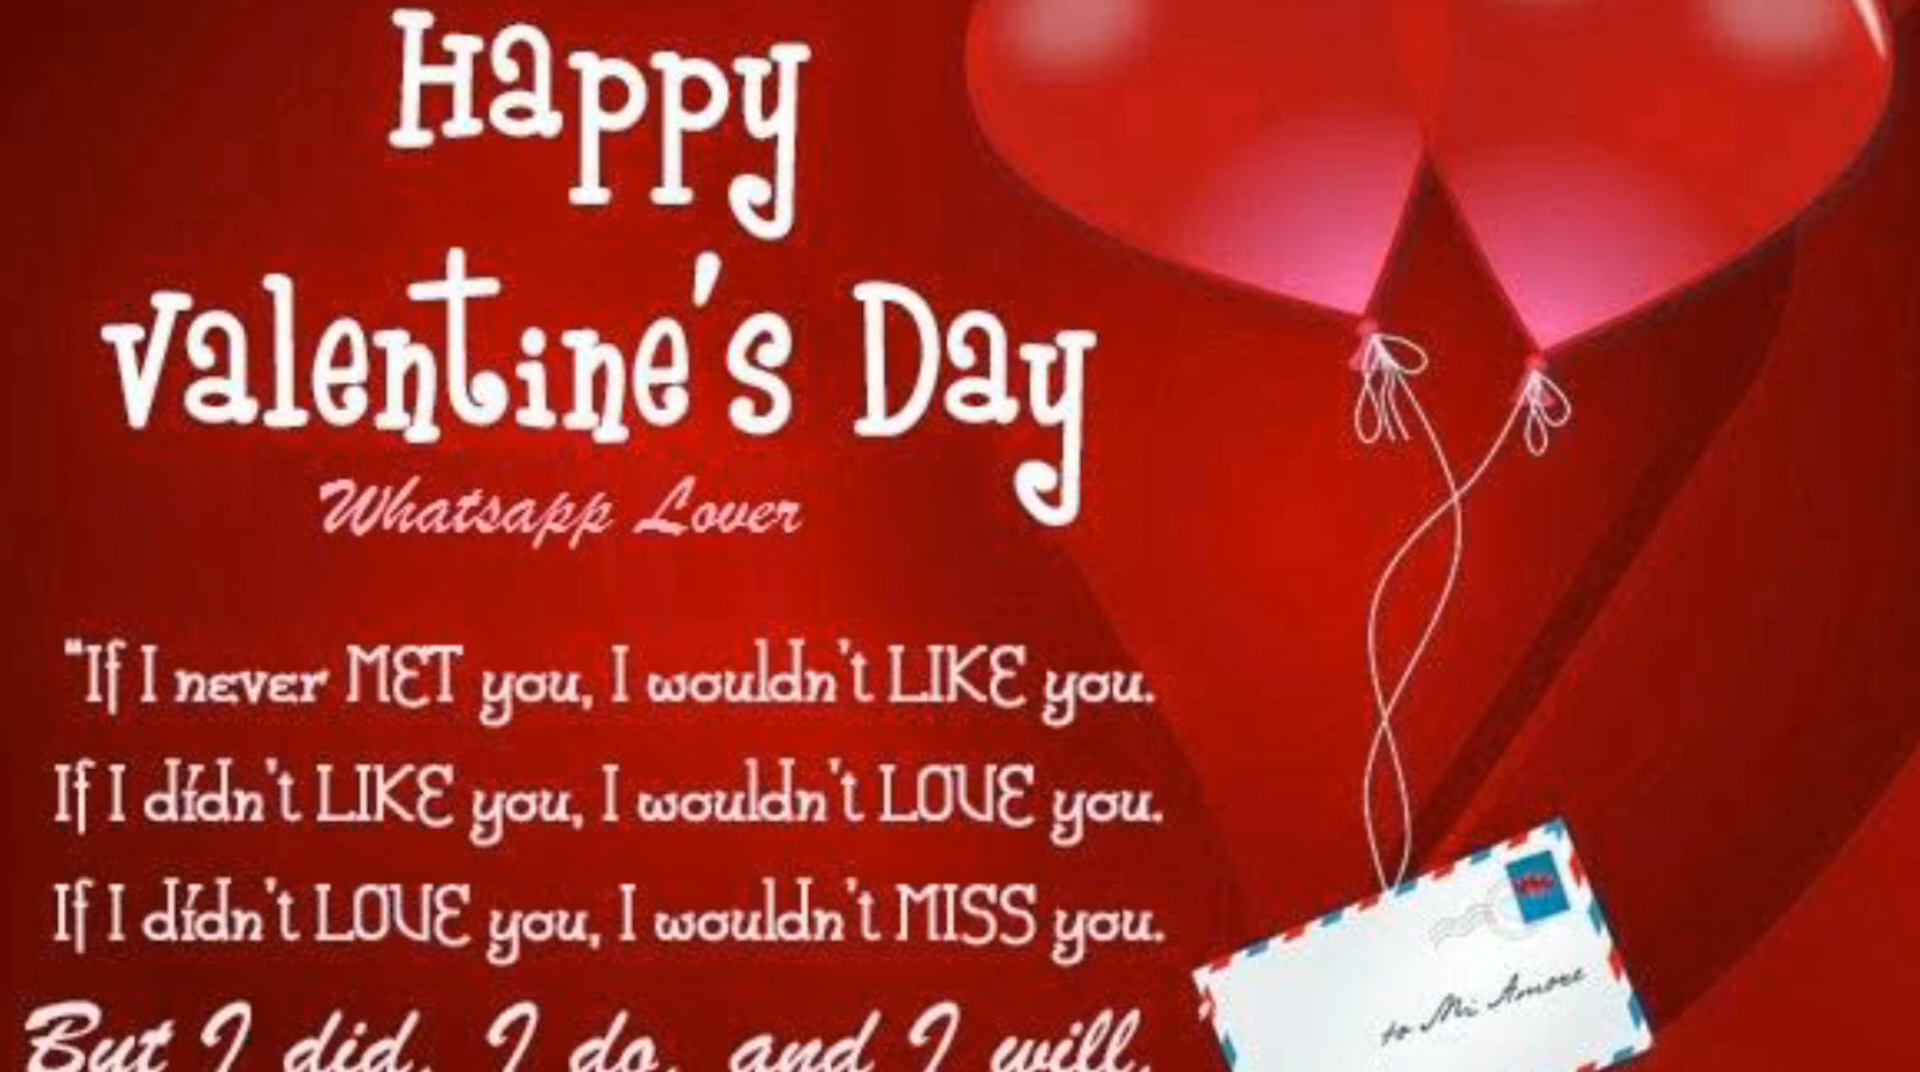 Happy
Valentine's Day
Whatsapp Lover
"If I never MET you, I wouldn't LIKE you.
If I didn't LIKE you, I wouldn't LOVE you.
If I didn't LOVE you, I wouldn't MISS you.
But I did, I do, and I will.
to Mi Amore